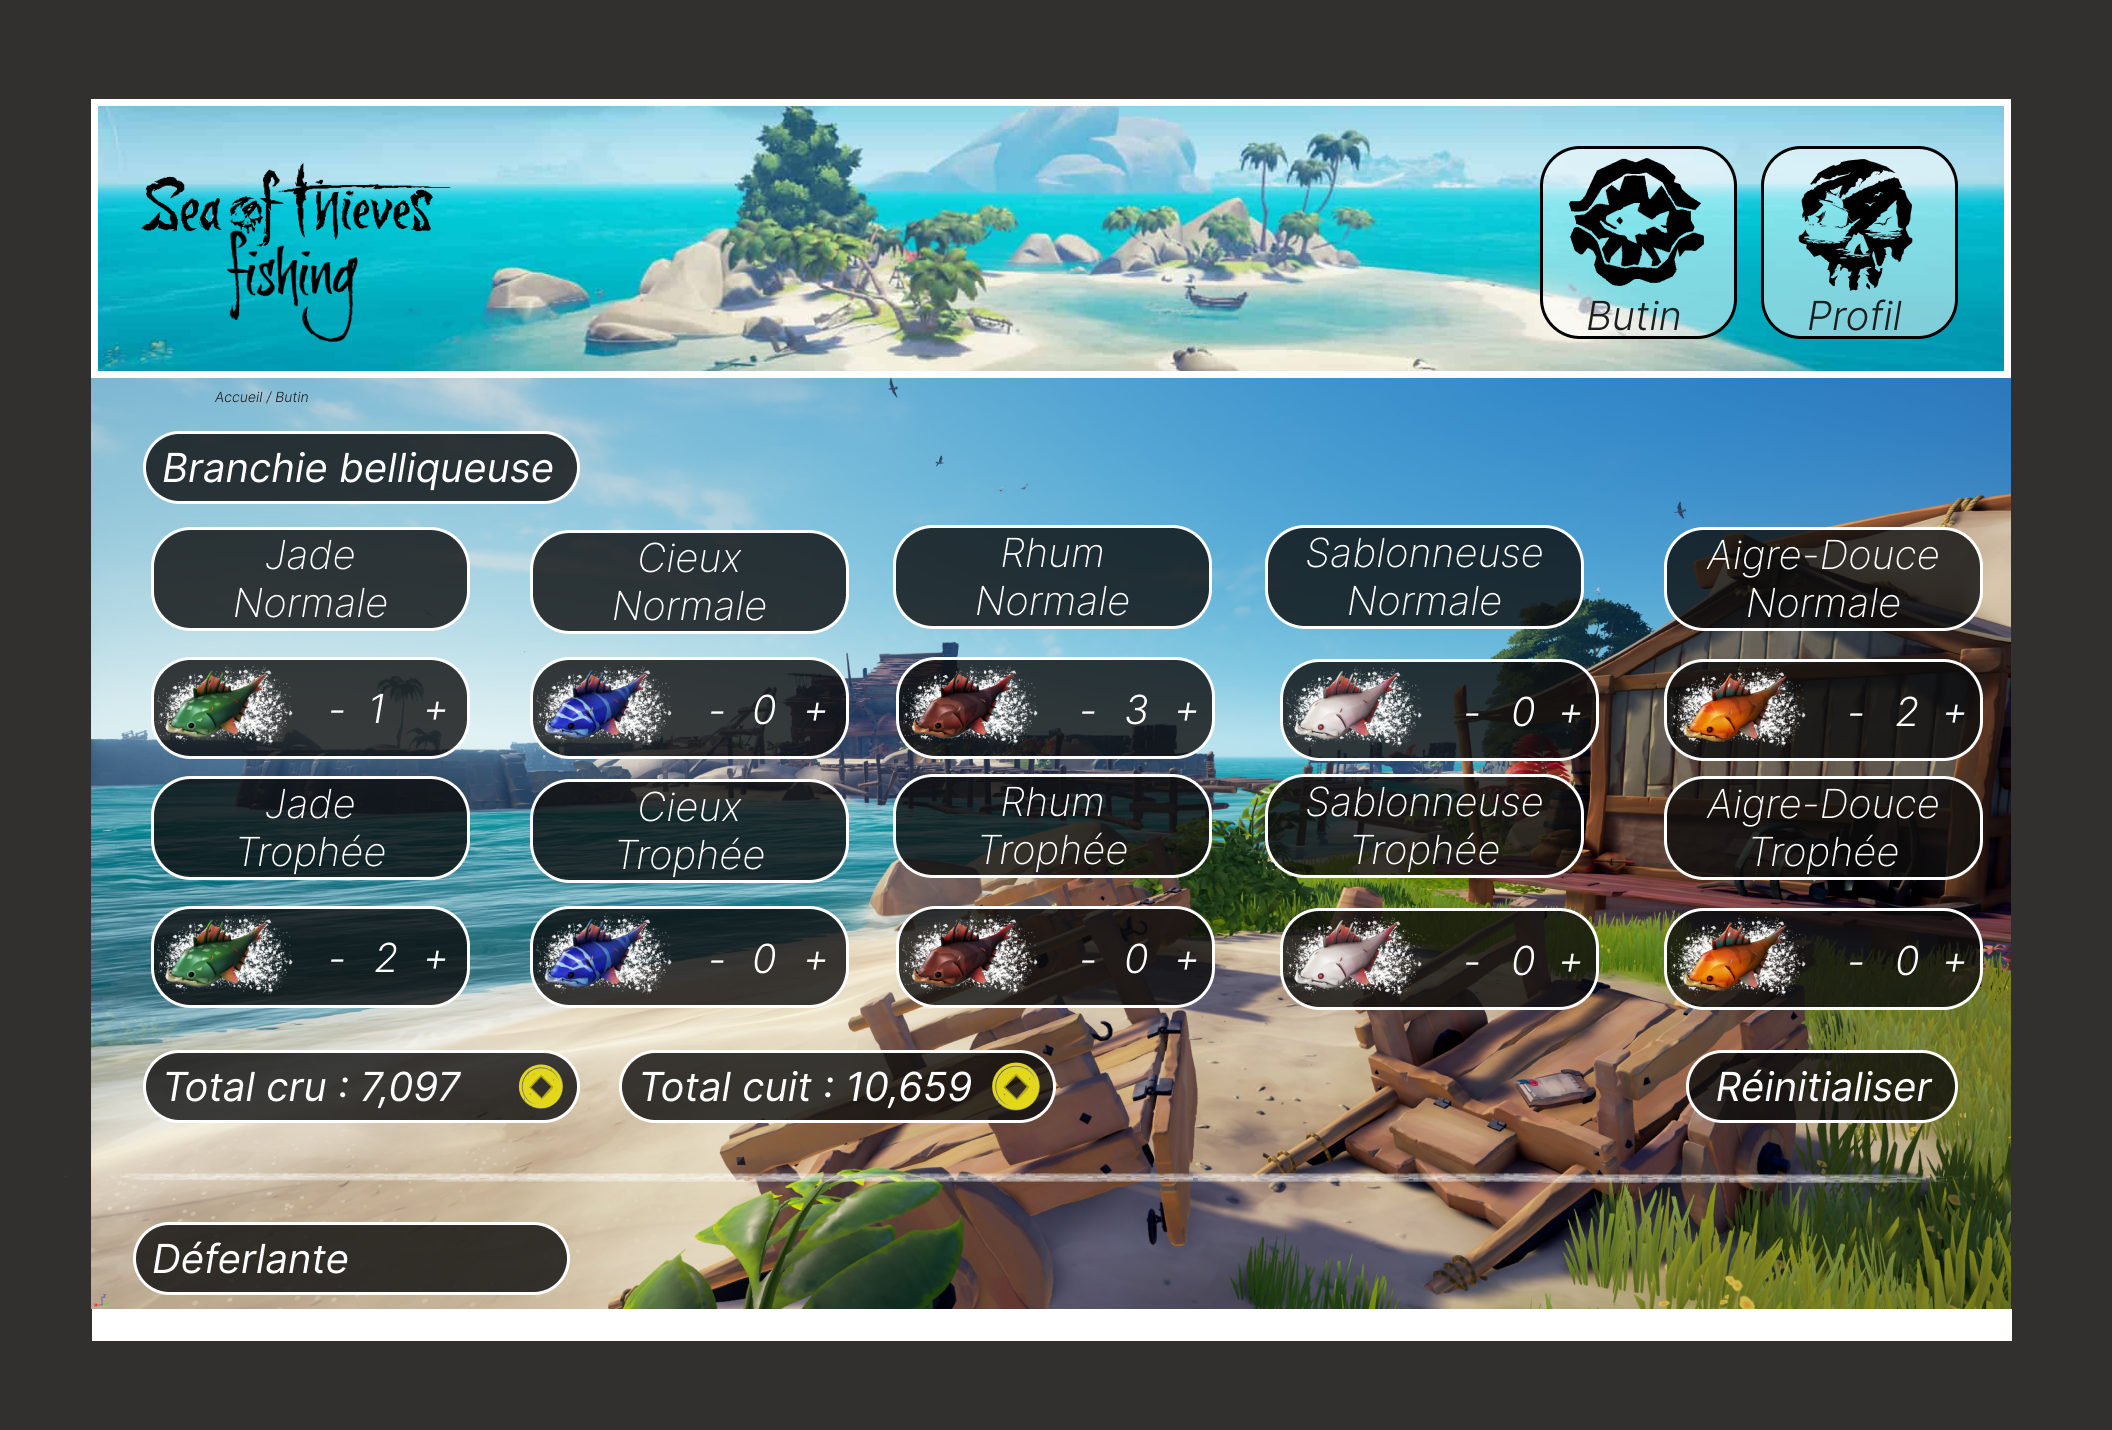 Sea of Thieves
fishing
Butin
Profil
Accueil / Butin
Branchie belliqueuse
Jade
Normale
Cieux
Normale
Rhum
Normale
Sablonneuse
Normale
Aigre-Douce
Normale
- 1 +
- 0 +
- 3 +
- 0 +
- 2 +
Jade
Trophée
Cieux
Trophée
Rhum
Trophée
Sablonneuse
Trophée
Aigre-Douce
Trophée
- 2 +
- 0 +
- 0 +
- 0 +
- 0 +
Total cru : 7,097
Total cuit : 10,659
Réinitialiser
Déferlante